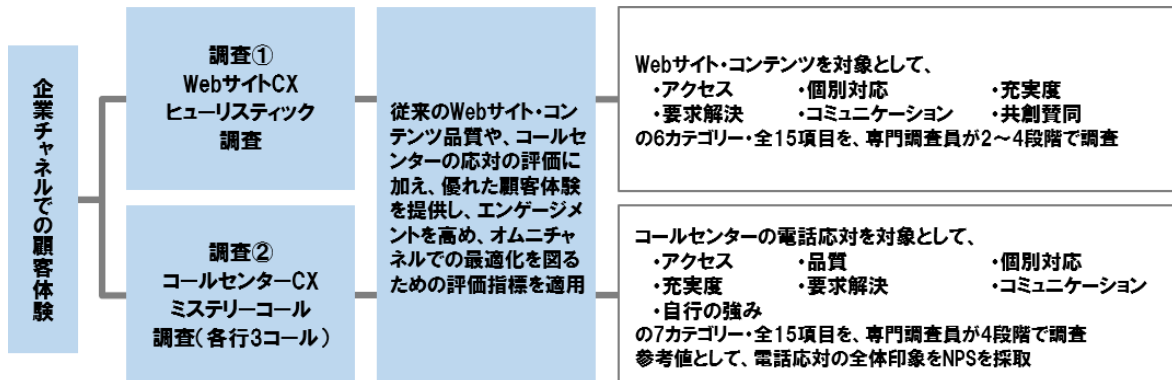 企業チャネルでの顧客体験
調査①
WebサイトCX
ヒューリスティック
調査
調査②
コールセンターCX
ミステリーコール
調査(各行3コール)
従来のWebサイト・コン
テンツ品質や、コールセ
ンターの応対の評価に
加え、優れた顧客体験
を提供し、エンゲージメ
ントを高め、オムニチャ
ネルでの最適化を図る
ための評価指標を適用
Webサイト・コンテンツを対象として、
・アクセス ・個別対応 ・充実度
・要求解決 ・コミュニケーション ・共創賛同
の6カテゴリー・全15項目を、専門調査員が2～4段階で調査
コールセンターの電話応対を対象として、
・アクセス ・品質 ・個別対応
・充実度 ・要求解決 ・コミュニケーション
・自行の強み
の7カテゴリー・全15項目を、専門調査員が4段階で調査
参考値として、電話応対の全体印象をNPSを採取